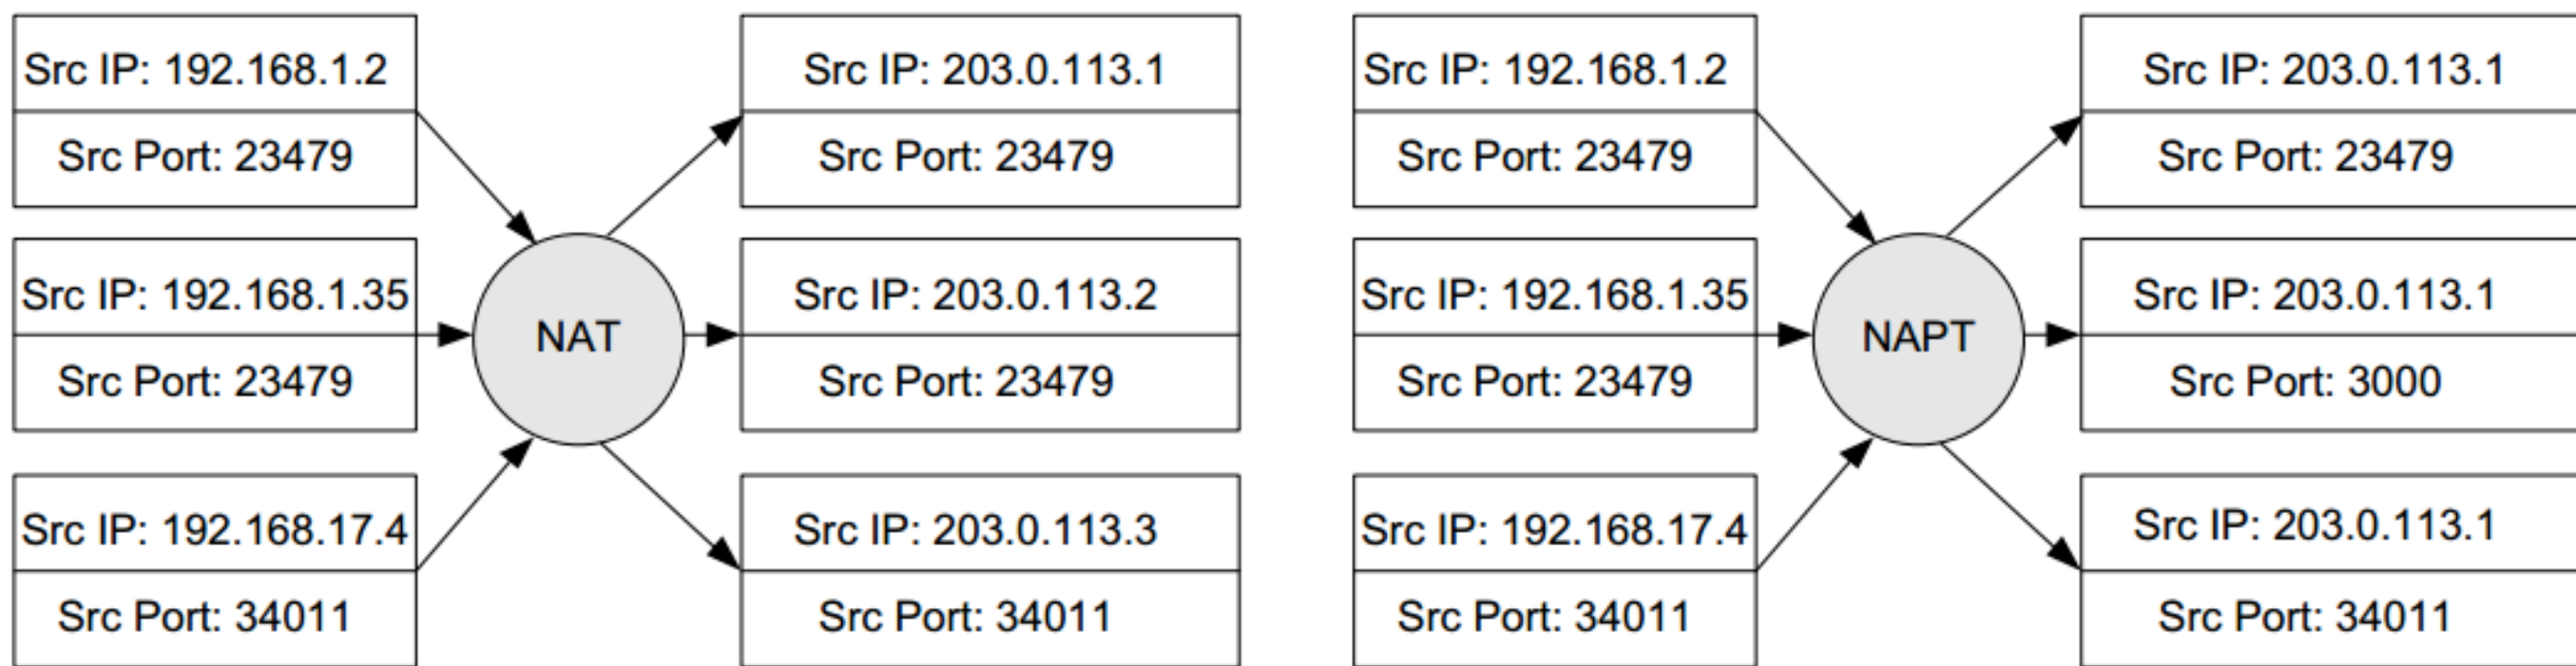 Src IP: 192.168.1.2
Src Port: 23479
Src IP: 192.168.1.35
Src Port: 23479
Src IP: 192.168.17.4
Src Port: 34011
NAT
Src IP: 203.0.113.1
Src Port: 23479
Src IP: 203.0.113.2
Src Port: 23479
Src IP: 203.0.113.3
Src Port: 34011
Src IP: 192.168.1.2
Src Port: 23479
Src IP: 192.168.1.35
Src Port: 23479
Src IP: 192.168.17.4
Src Port: 34011
NAPT
Src IP: 203.0.113.1
Src Port: 23479
Src IP: 203.0.113.1
Src Port: 3000
Src IP: 203.0.113.1
Src Port: 34011